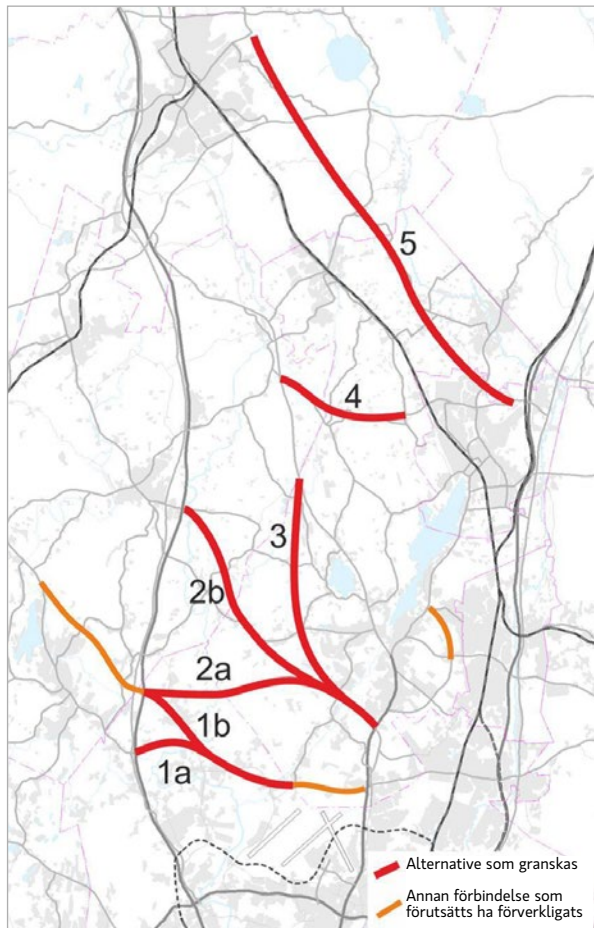 5
4
3
2b
2a
1b
1a
Alternative som granskas
Annan förbindelse som
förutsätts ha förverkligats